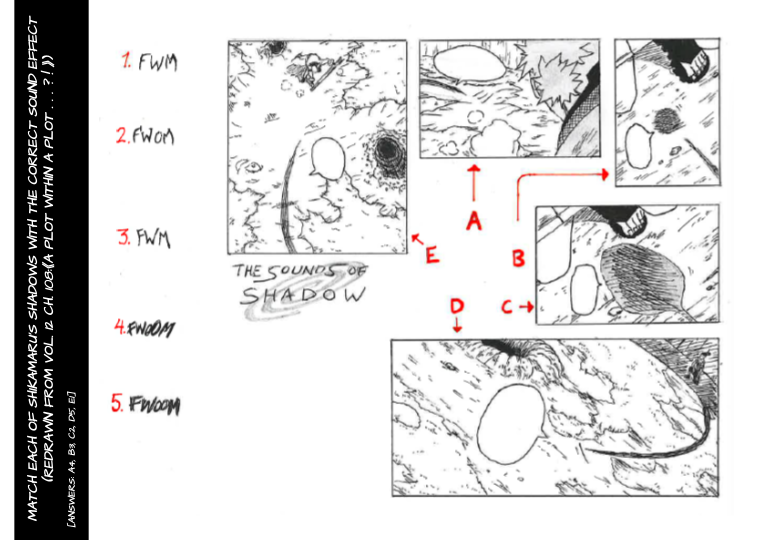 MATCH EACH OF SHIKAMARU'S SHADOWS WITH THE CORRECT SOUND EFFECT
(REDRAWN FROM VOL. 12 CH. 108:(A PLOT WITHIN A PLOT . . . ? ! ))
[ANSWERS: A4, B3, C2, D5, E1]
1. FWM
2. FWOM
3. FWM
4. FWOOM
5. FWOOM
A
B
E
THE SOUNDS OF
SHADOW
D
C